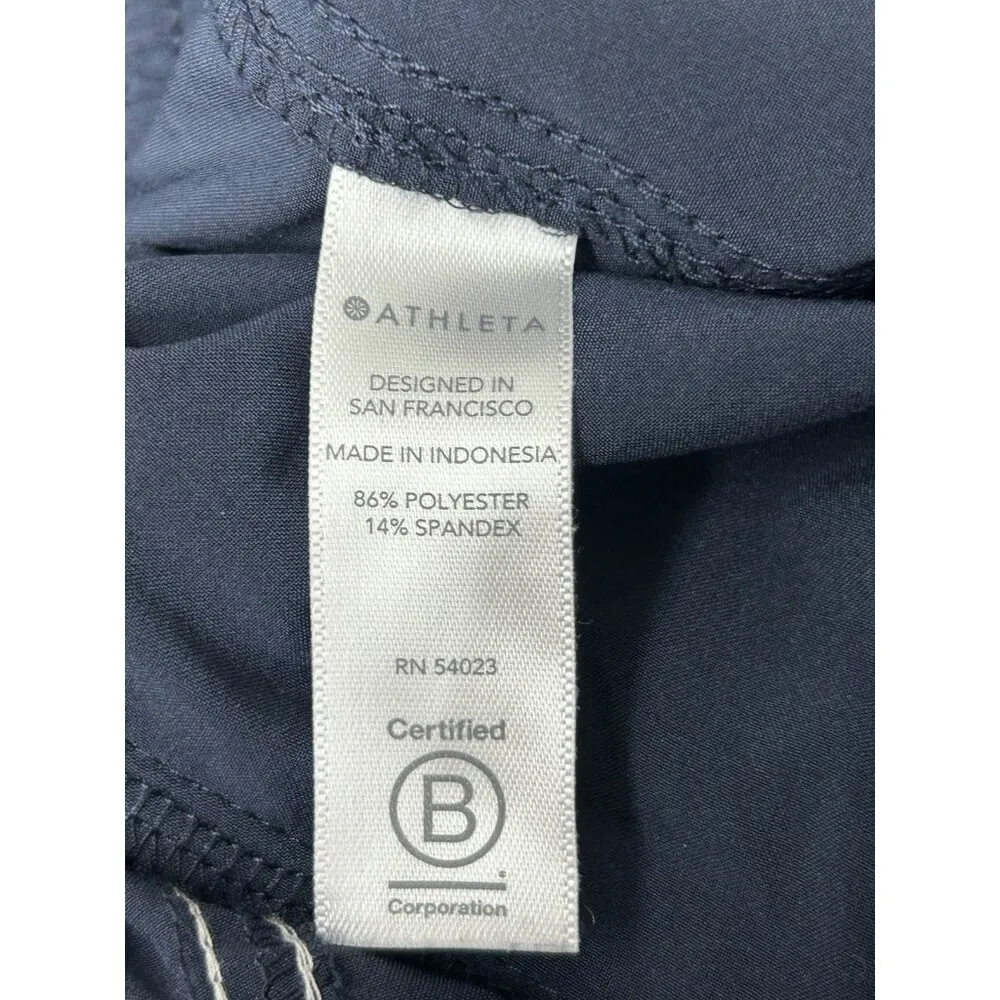 ATHLETA
DESIGNED IN
SAN FRANCISCO
MADE IN INDONESIA
86% POLYESTER
14% SPANDEX
RN 54023
Certified
B
Corporation